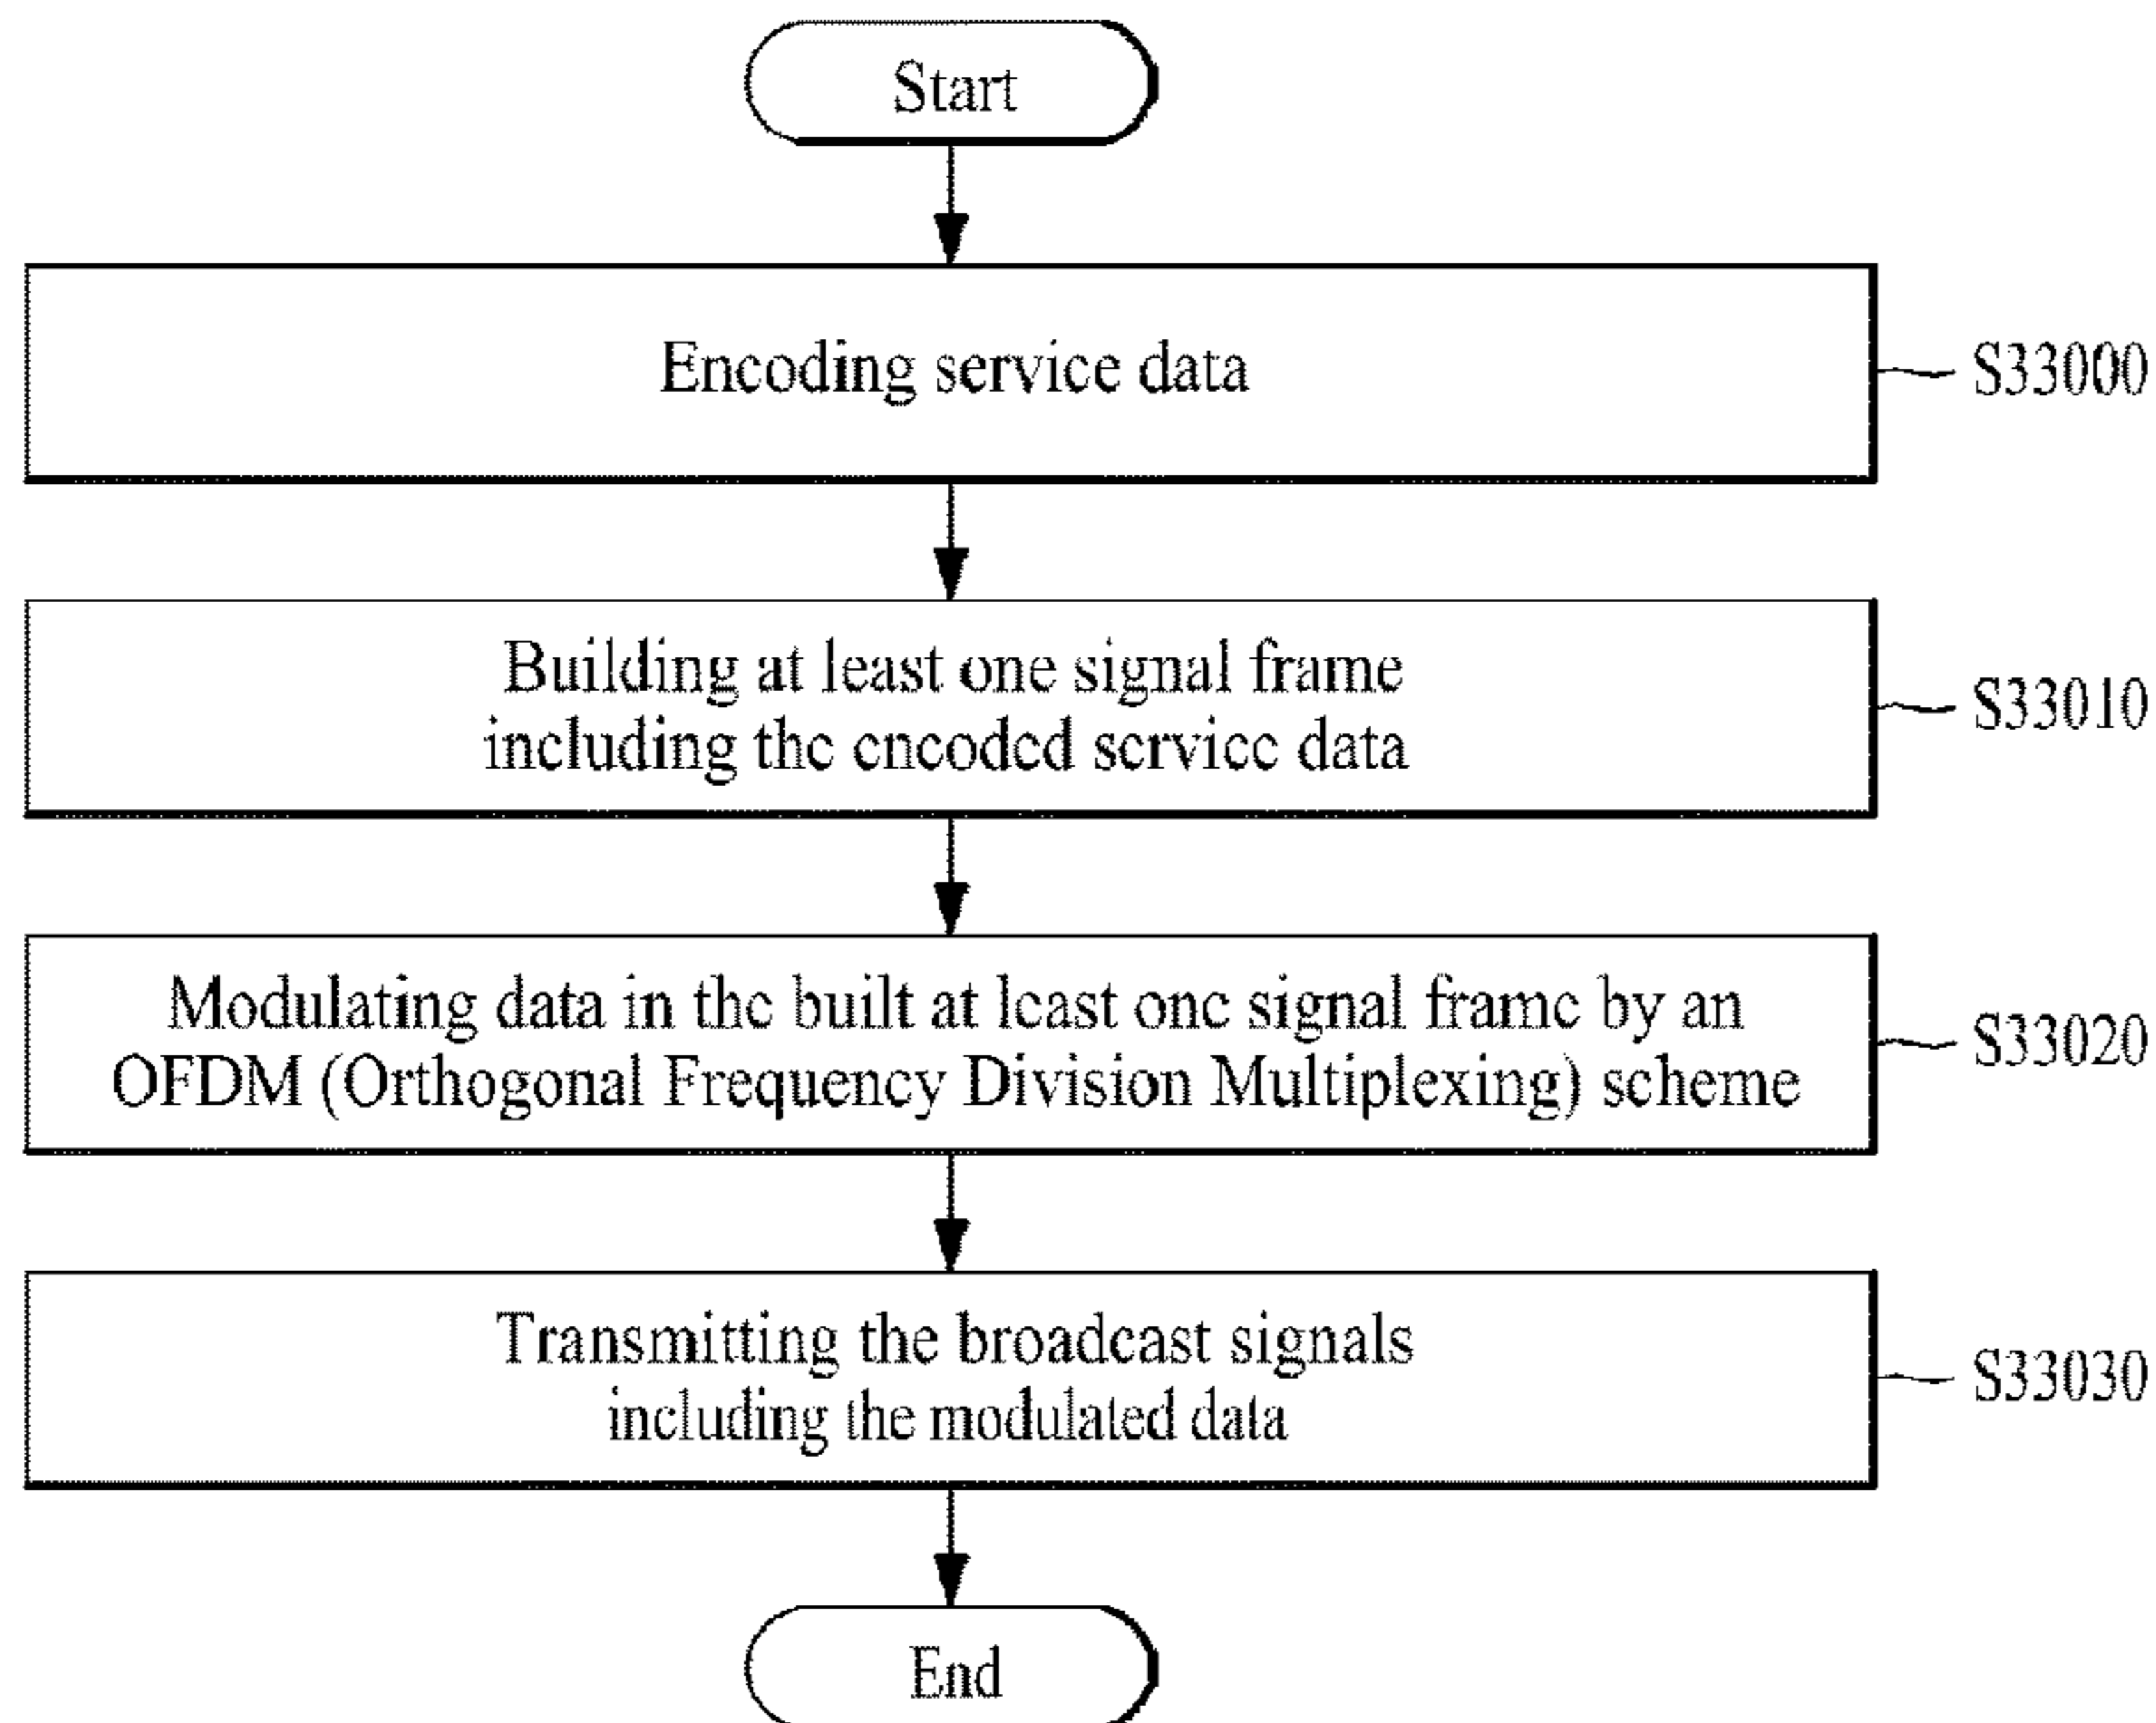 Start
Encoding service data
S33000
Building at least one signal frame
including the encoded service data
S33010
Modulating data in the built at least one signal frame by an
OFDM (Orthogonal Frequency Division Multiplexing) scheme
S33020
Transmitting the broadcast signals
including the modulated data
S33030
End